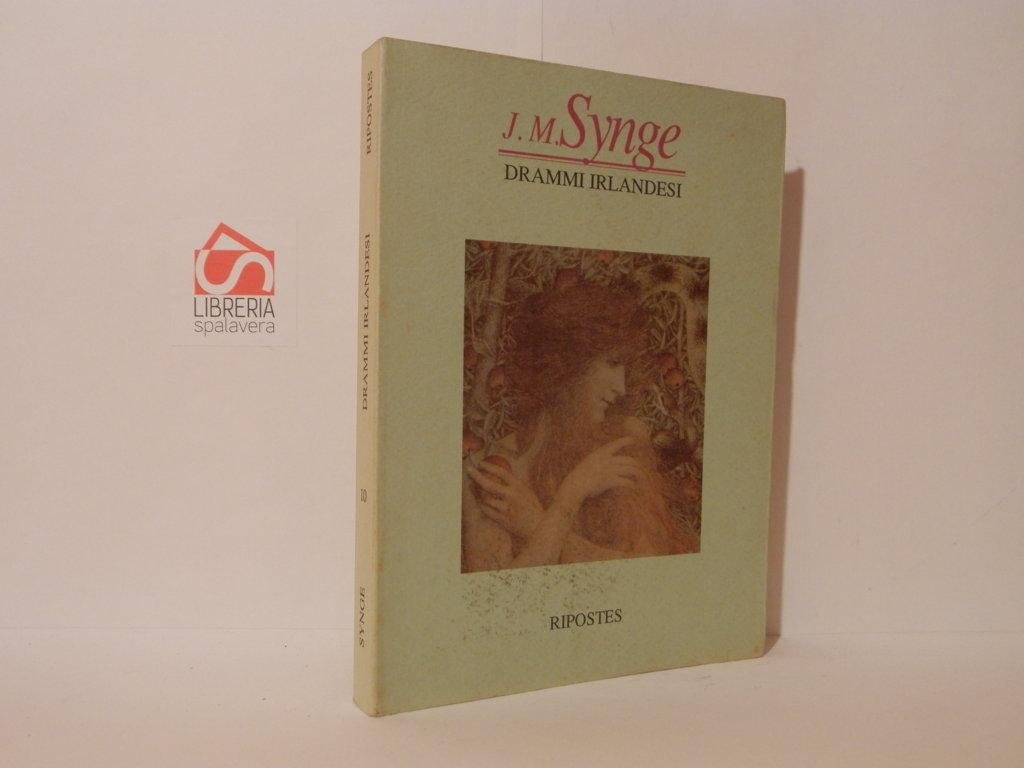 J. M. Synge
DRAMMI IRLANDESI
RIPOSTES
RIPOSTES
DRAMMI IRLANDESI
10
SYNGE
LIBRERIA
spalavera